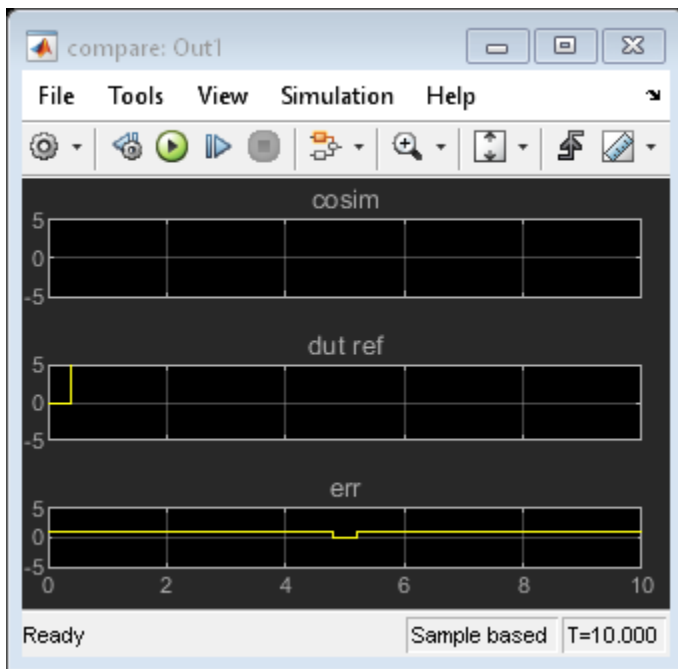 compare: Out1
File Tools View Simulation Help
cosim
5
0
-5
dut ref
5
0
-5
err
5
0
-5
0 2 4 6 8 10
Ready Sample based T=10.000